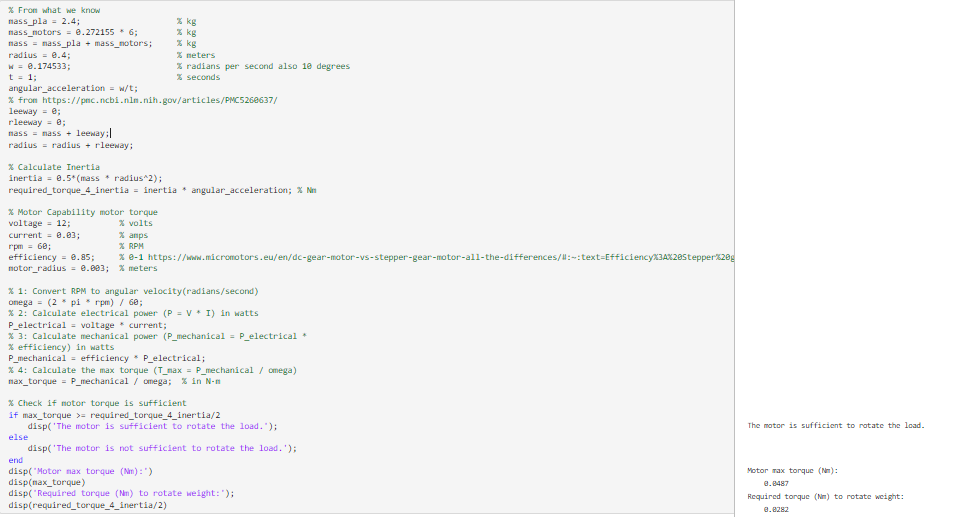 % From what we know
mass_pla = 2.4; % kg
mass_motors = 0.272155 * 6; % kg
mass = mass_pla + mass_motors; % kg
radius = 0.4; % meters
w = 0.174533; % radians per second also 10 degrees
t = 1; % seconds
angular_acceleration = w/t;
% from https://pmc.ncbi.nlm.nih.gov/articles/PMC5260637/
leeway = 0;
rleeway = 0;
mass = mass + leeway;
radius = radius + rleeway;
% Calculate Inertia
inertia = 0.5*(mass * radius^2);
required_torque_4_inertia = inertia * angular_acceleration; % Nm
% Motor Capability motor torque
voltage = 12; % volts
current = 0.03; % amps
rpm = 60; % RPM
efficiency = 0.85; % 0-1 https://www.micromotors.eu/en/dc-gear-motor-vs-stepper-gear-motor-all-the-differences/#:~:text=Efficiency%3A%20Stepper%20g
motor_radius = 0.003; % meters
% 1: Convert RPM to angular velocity(radians/second)
omega = (2 * pi * rpm) / 60;
% 2: Calculate electrical power (P = V * I) in watts
P_electrical = voltage * current;
% 3: Calculate mechanical power (P_mechanical = P_electrical *
% efficiency) in watts
P_mechanical = efficiency * P_electrical;
% 4: Calculate the max torque (T_max = P_mechanical / omega)
max_torque = P_mechanical / omega; % in N-m
% Check if motor torque is sufficient
if max_torque >= required_torque_4_inertia/2
disp('The motor is sufficient to rotate the load.');
else
disp('The motor is not sufficient to rotate the load.');
end
disp('Motor max torque (Nm):')
disp(max_torque)
disp('Required torque (Nm) to rotate weight:');
disp(required_torque_4_inertia/2)
The motor is sufficient to rotate the load.
Motor max torque (Nm):
0.0487
Required torque (Nm) to rotate weight:
0.0282